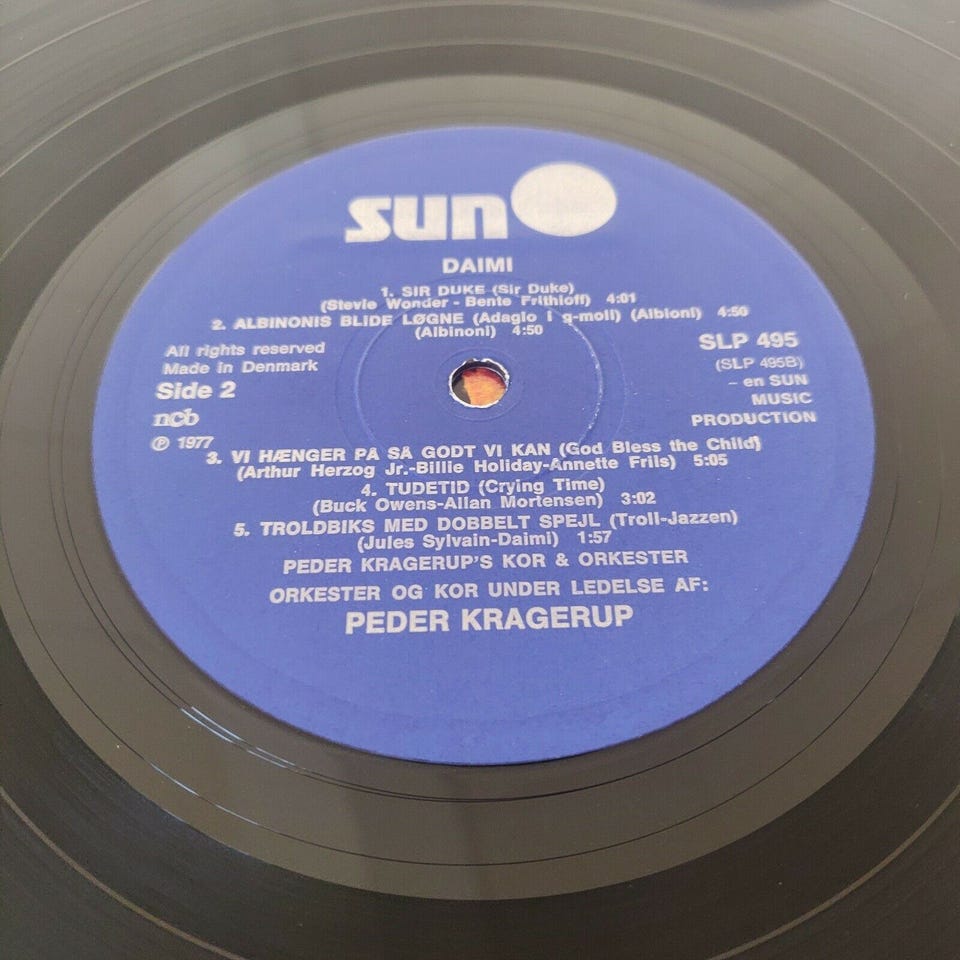 sun
DAIMI
1. SIR DUKE (Sir Duke)
(Stevie Wonder - Bente Frithioff) 4:01
2. ALBINONIS BLIDE LØGNE (Adagio i g-moll) (Albioni) 4:50
(Albinoni) 4:50
All rights reserved
Made in Denmark
Side 2
ncb
℗ 1977
SLP 495
(SLP 495B)
– en SUN
MUSIC
PRODUCTION
3. VI HÆNGER PÅ SÅ GODT VI KAN (God Bless the Child)
(Arthur Herzog Jr.-Billie Holiday-Annette Friis) 5:05
4. TUDETID (Crying Time)
(Buck Owens-Allan Mortensen) 3:02
5. TROLDBIKS MED DOBBELT SPEJL (Troll-Jazzen)
(Jules Sylvain-Daimi) 1:57
PEDER KRAGERUP'S KOR & ORKESTER
ORKESTER OG KOR UNDER LEDELSE AF:
PEDER KRAGERUP